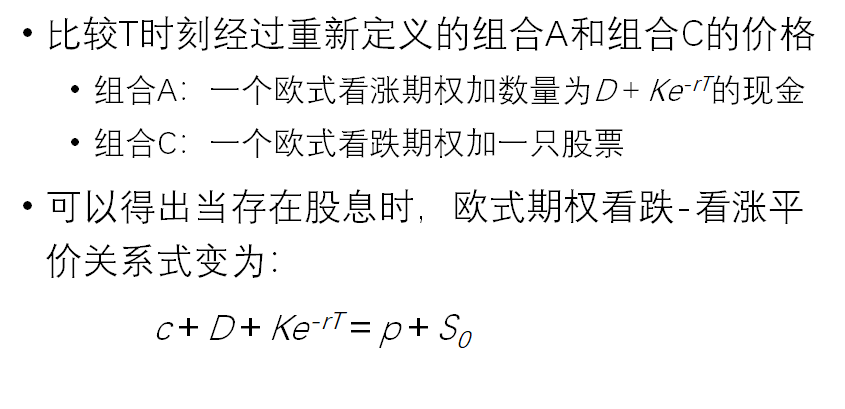 • 比较T时刻经过重新定义的组合A和组合C的价格
• 组合A：一个欧式看涨期权加数量为D + Ke⁻ʳᵀ的现金
• 组合C：一个欧式看跌期权加一只股票
• 可以得出当存在股息时，欧式期权看跌-看涨平
价关系式变为：
c + D + Ke⁻ʳᵀ = p + S₀